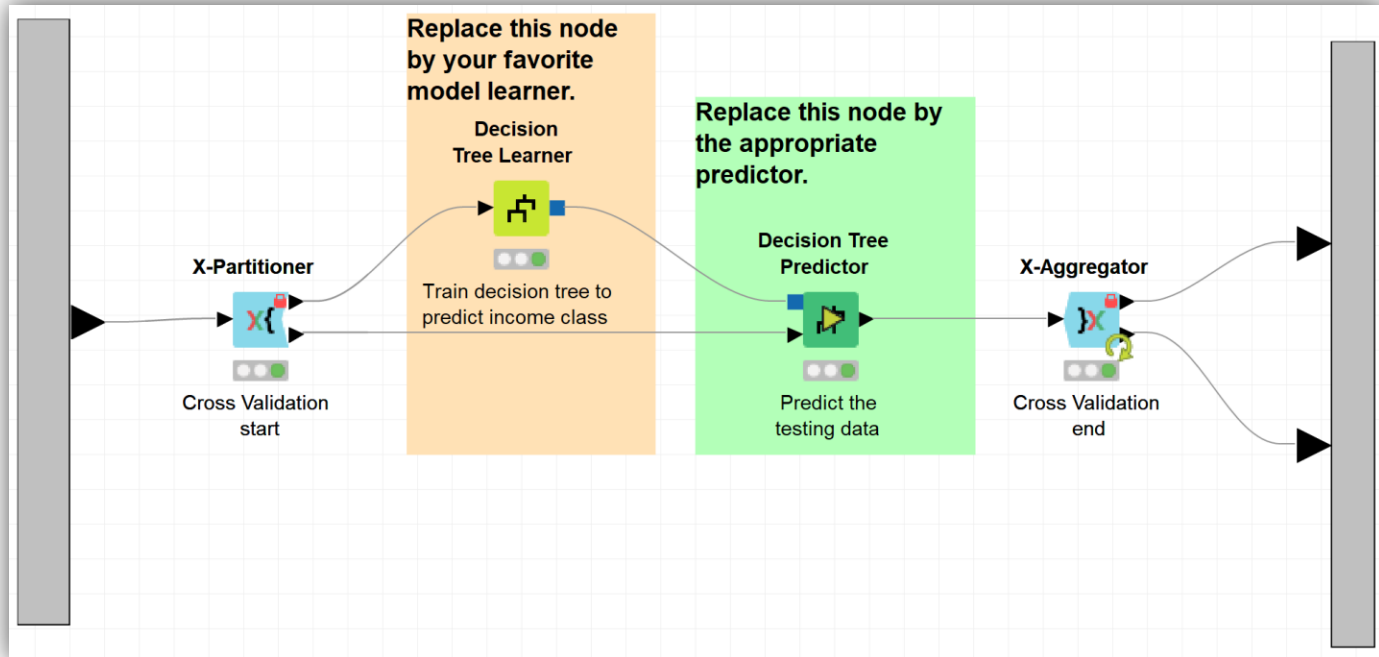 Replace this node
by your favorite
model learner.
Decision
Tree Learner
Train decision tree to
predict income class
Replace this node by
the appropriate
predictor.
Decision Tree
Predictor
Predict the
testing data
X-Partitioner
X{
Cross Validation
start
X-Aggregator
}X
Cross Validation
end